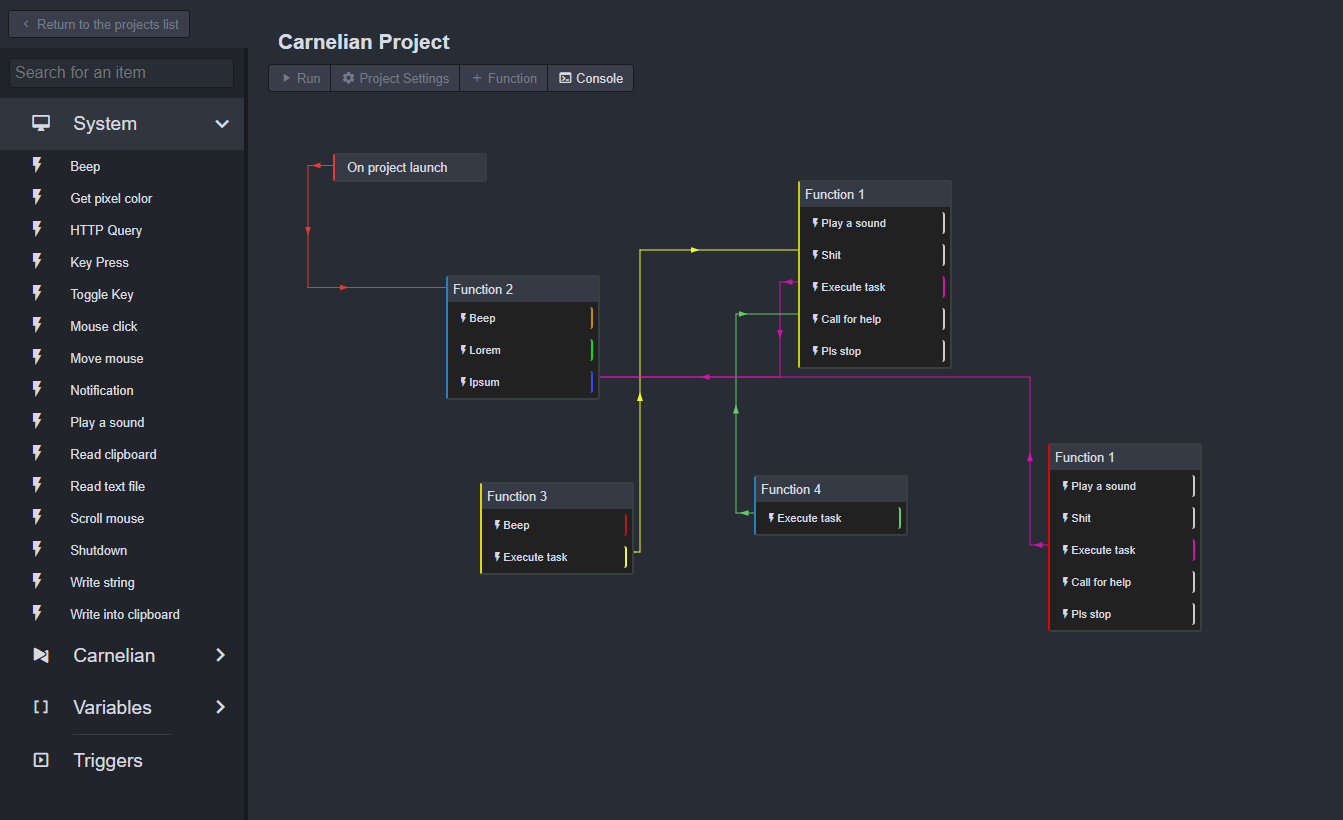 Return to the projects list
Search for an item
System
Beep
Get pixel color
HTTP Query
Key Press
Toggle Key
Mouse click
Move mouse
Notification
Play a sound
Read clipboard
Read text file
Scroll mouse
Shutdown
Write string
Write into clipboard
Carnelian
Variables
Triggers
Carnelian Project
Run
Project Settings
Function
Console
On project launch
Function 2
Beep
Lorem
Ipsum
Function 1
Play a sound
Shit
Execute task
Call for help
Pls stop
Function 3
Beep
Execute task
Function 4
Execute task
Function 1
Play a sound
Shit
Execute task
Call for help
Pls stop